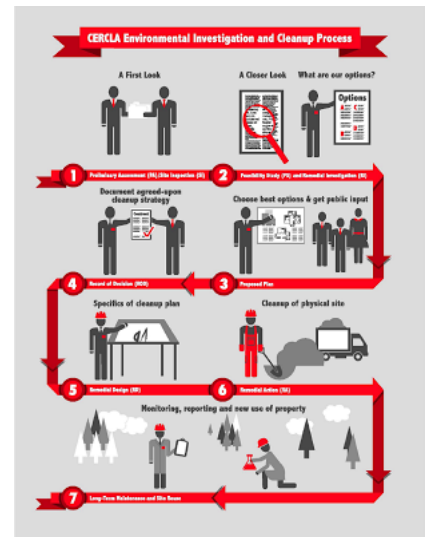 CERCLA Environmental Investigation and Cleanup Process
A First Look
A Closer Look
What are our options?
Options
1 Preliminary Assessment (PA)/Site Inspection (SI)
2 Feasibility Study (FS) and Remedial Investigation (RI)
Document agreed-upon
cleanup strategy
Choose best options & get public input
4 Record of Decision (ROD)
3 Proposed Plan
Specifics of cleanup plan
Cleanup of physical site
5 Remedial Design (RD)
6 Remedial Action (RA)
Monitoring, reporting and new use of property
7 Long-Term Maintenance and Site Reuse